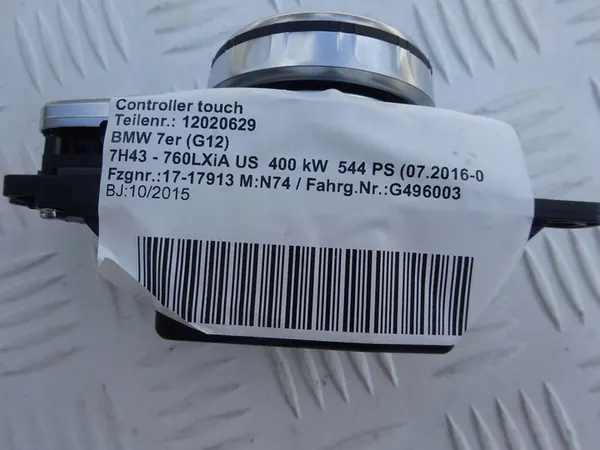 Controller touch
Teilenr.: 12020629
BMW 7er (G12)
7H43 - 760LXiA US 400 kW 544 PS (07.2016-0
Fzgnr.:17-17913 M:N74 / Fahrg.Nr.:G496003
BJ:10/2015